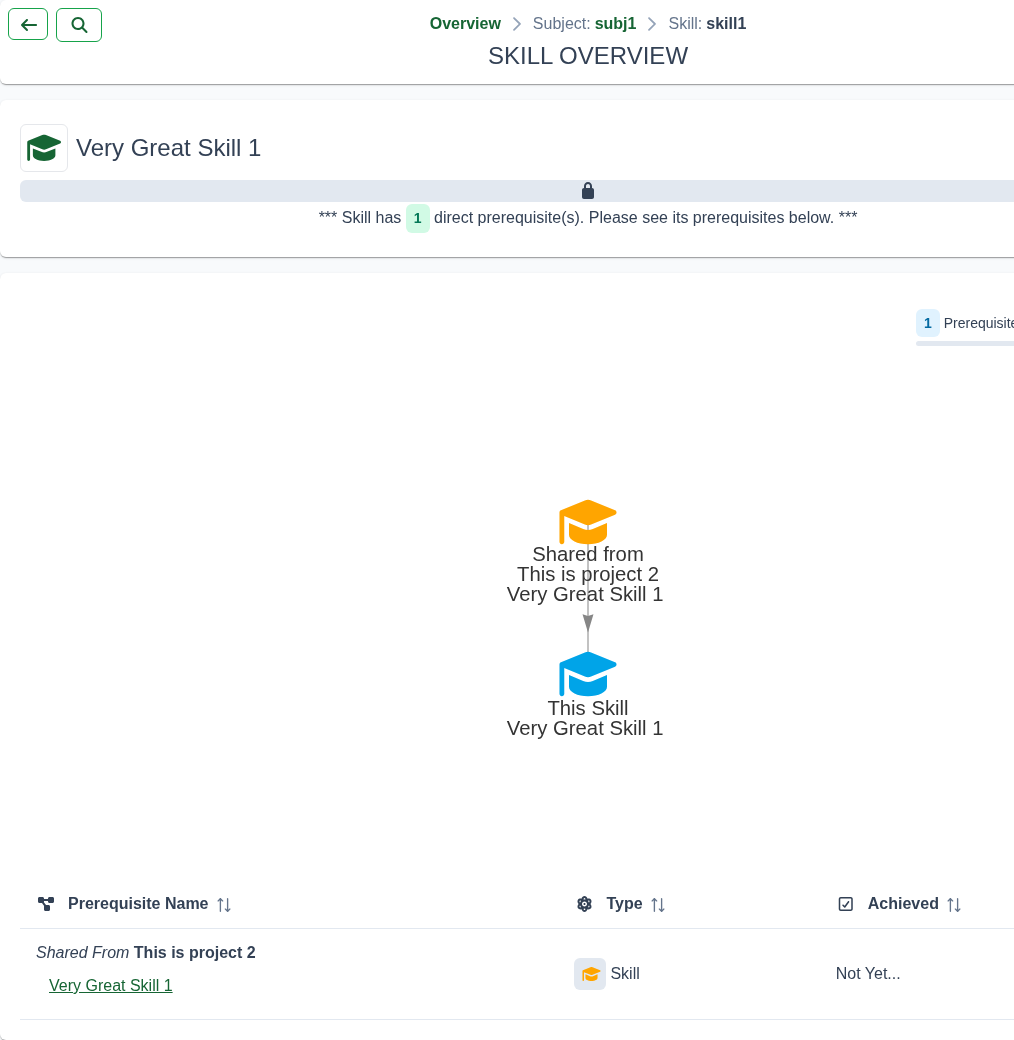 Overview Subject: subj1 Skill: skill1
SKILL OVERVIEW
Very Great Skill 1
*** Skill has 1 direct prerequisite(s). Please see its prerequisites below. ***
1 Prerequisite
Shared from
This is project 2
Very Great Skill 1
This Skill
Very Great Skill 1
Prerequisite Name Type Achieved
Shared From This is project 2
Very Great Skill 1
Skill
Not Yet...